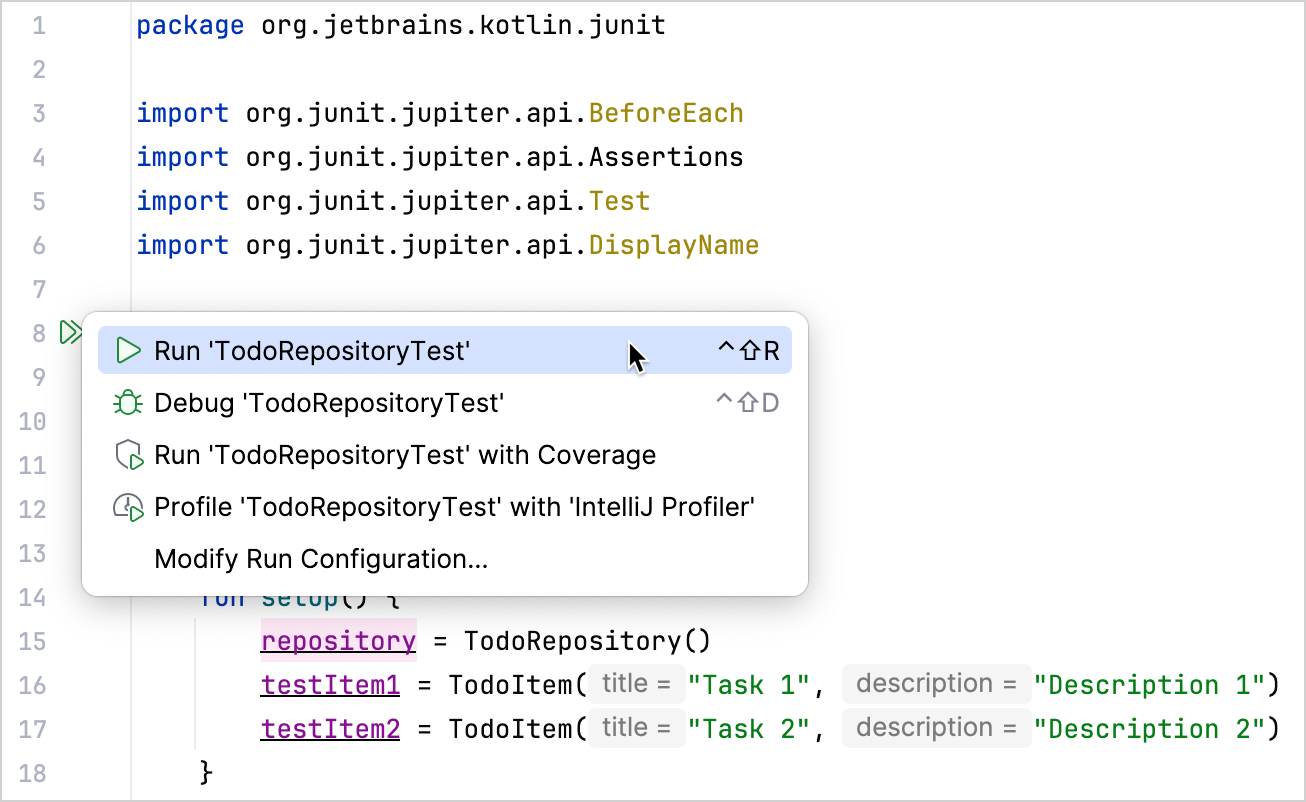 1 package org.jetbrains.kotlin.junit
2
3 import org.junit.jupiter.api.BeforeEach
4 import org.junit.jupiter.api.Assertions
5 import org.junit.jupiter.api.Test
6 import org.junit.jupiter.api.DisplayName
7
8
Run 'TodoRepositoryTest' ⌃⇧R
9
Debug 'TodoRepositoryTest' ⌃⇧D
10
11
Run 'TodoRepositoryTest' with Coverage
12
Profile 'TodoRepositoryTest' with 'IntelliJ Profiler'
13
Modify Run Configuration...
14 fun setup() {
15 repository = TodoRepository()
16 testItem1 = TodoItem( title = "Task 1", description = "Description 1")
17 testItem2 = TodoItem( title = "Task 2", description = "Description 2")
18 }